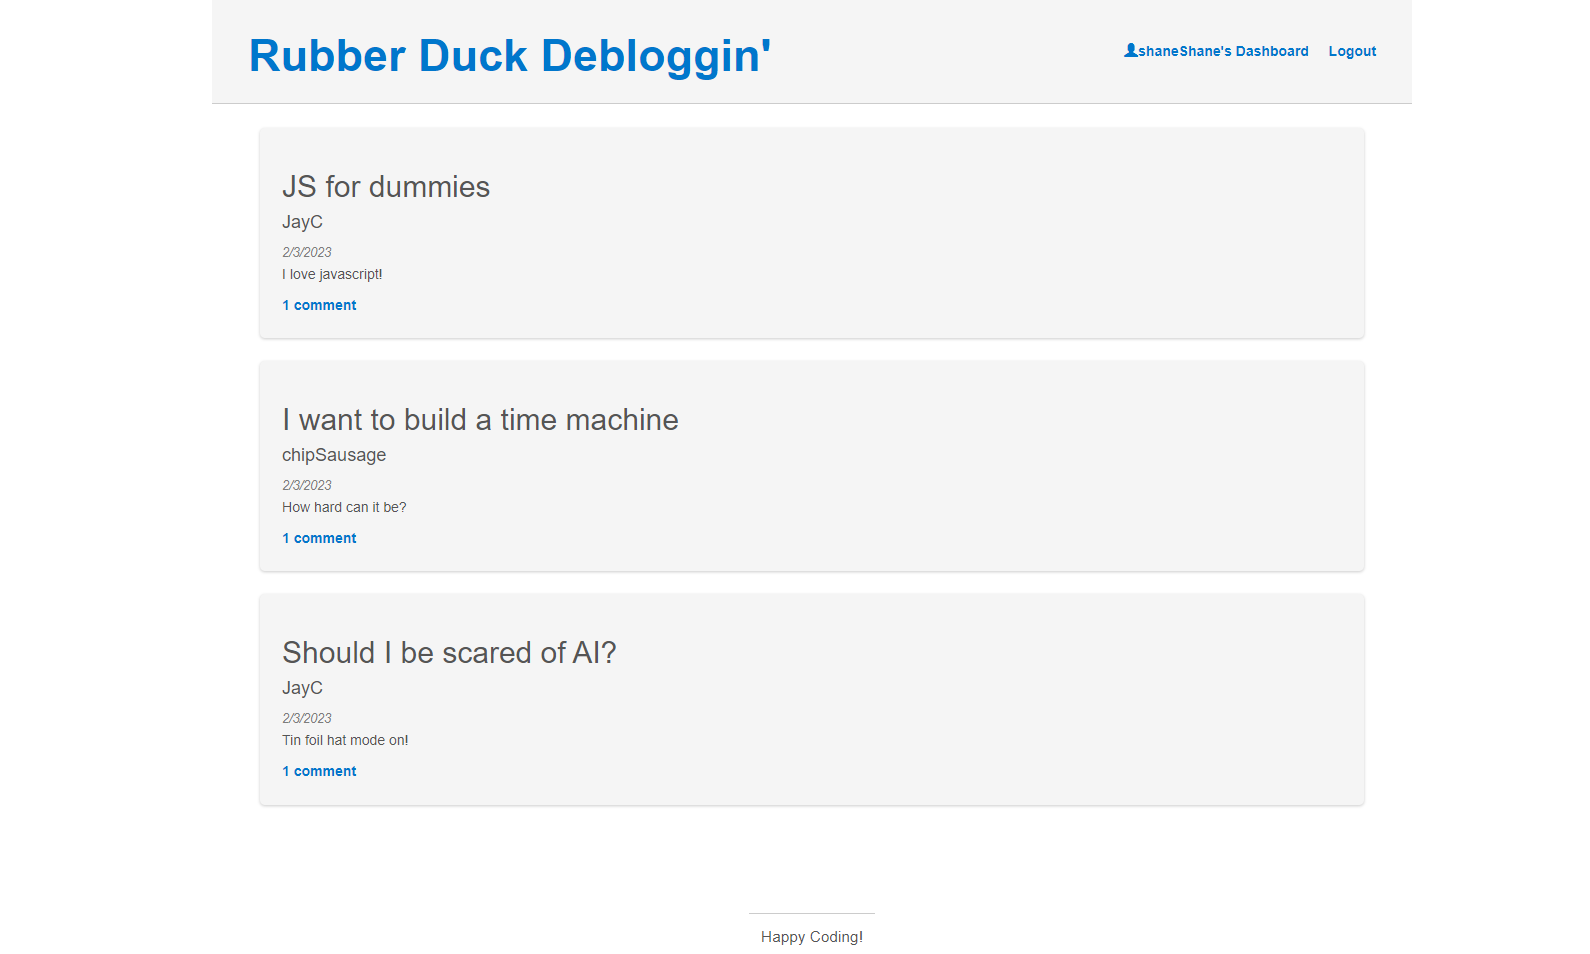 Rubber Duck Debloggin'
shaneShane's Dashboard Logout
JS for dummies
JayC
2/3/2023
I love javascript!
1 comment
I want to build a time machine
chipSausage
2/3/2023
How hard can it be?
1 comment
Should I be scared of AI?
JayC
2/3/2023
Tin foil hat mode on!
1 comment
Happy Coding!